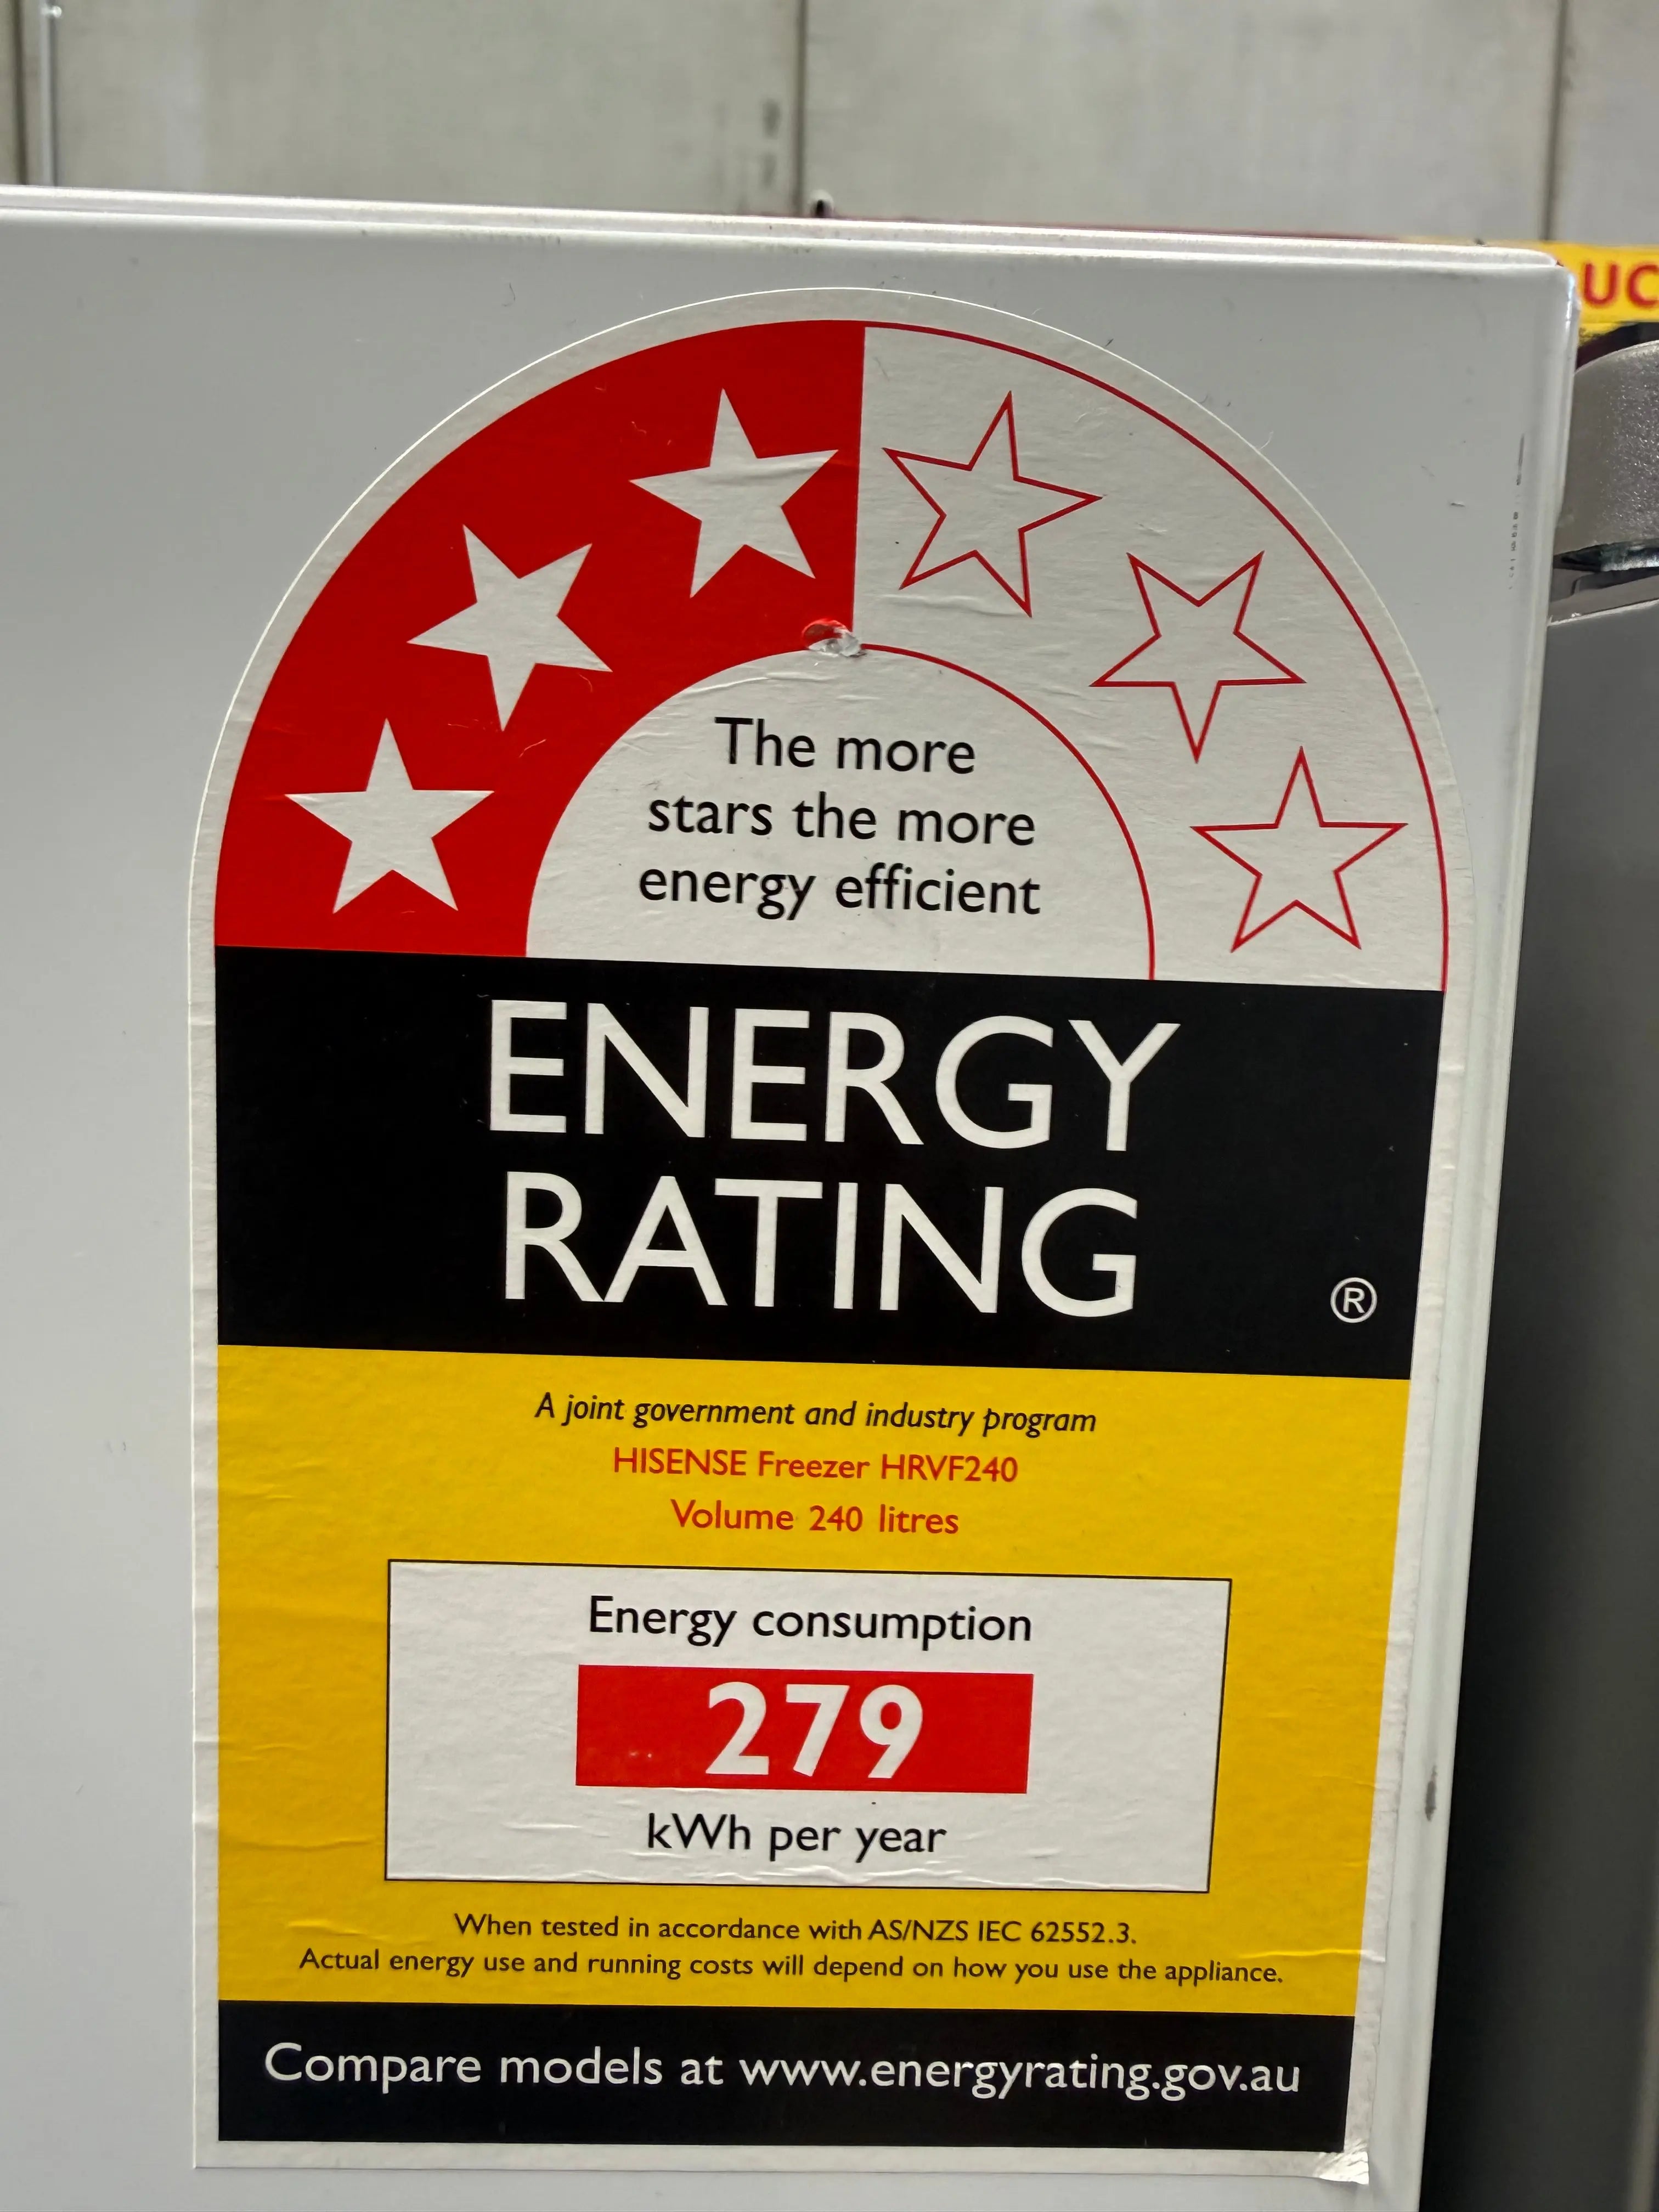 UC
The more
stars the more
energy efficient
ENERGY
RATING
®
A joint government and industry program
HISENSE Freezer HRVF240
Volume 240 litres
Energy consumption
279
kWh per year
When tested in accordance with AS/NZS IEC 62552.3.
Actual energy use and running costs will depend on how you use the appliance.
Compare models at www.energyrating.gov.au